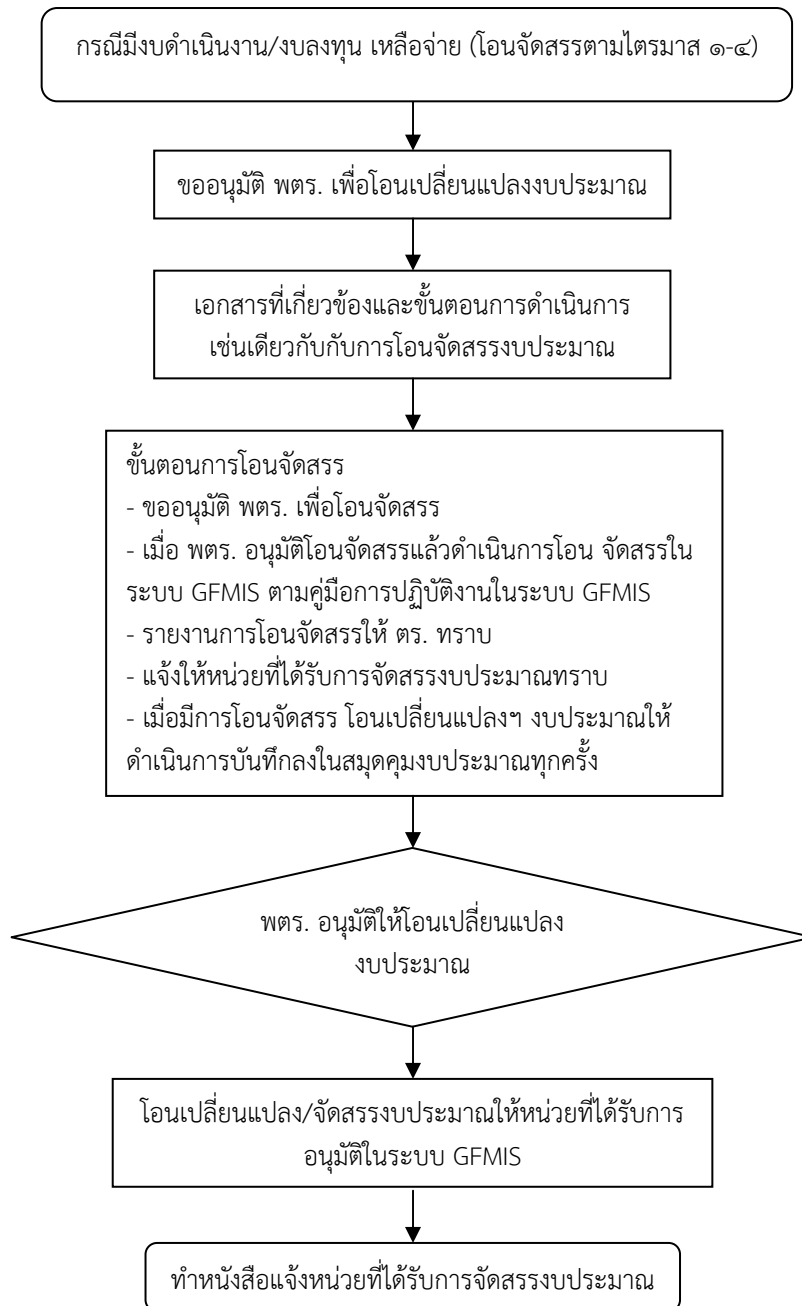 กรณีมีงบดำเนินงาน/งบลงทุน เหลือจ่าย (โอนจัดสรรตามไตรมาส ๑-๔)
ขออนุมัติ พตร. เพื่อโอนเปลี่ยนแปลงงบประมาณ
เอกสารที่เกี่ยวข้องและขั้นตอนการดำเนินการ
เช่นเดียวกับกับการโอนจัดสรรงบประมาณ
ขั้นตอนการโอนจัดสรร
- ขออนุมัติ พตร. เพื่อโอนจัดสรร
- เมื่อ พตร. อนุมัติโอนจัดสรรแล้วดำเนินการโอน จัดสรรใน
ระบบ GFMIS ตามคู่มือการปฏิบัติงานในระบบ GFMIS
- รายงานการโอนจัดสรรให้ ตร. ทราบ
- แจ้งให้หน่วยที่ได้รับการจัดสรรงบประมาณทราบ
- เมื่อมีการโอนจัดสรร โอนเปลี่ยนแปลงฯ งบประมาณให้
ดำเนินการบันทึกลงในสมุดคุมงบประมาณทุกครั้ง
พตร. อนุมัติให้โอนเปลี่ยนแปลง
งบประมาณ
โอนเปลี่ยนแปลง/จัดสรรงบประมาณให้หน่วยที่ได้รับการ
อนุมัติในระบบ GFMIS
ทำหนังสือแจ้งหน่วยที่ได้รับการจัดสรรงบประมาณ